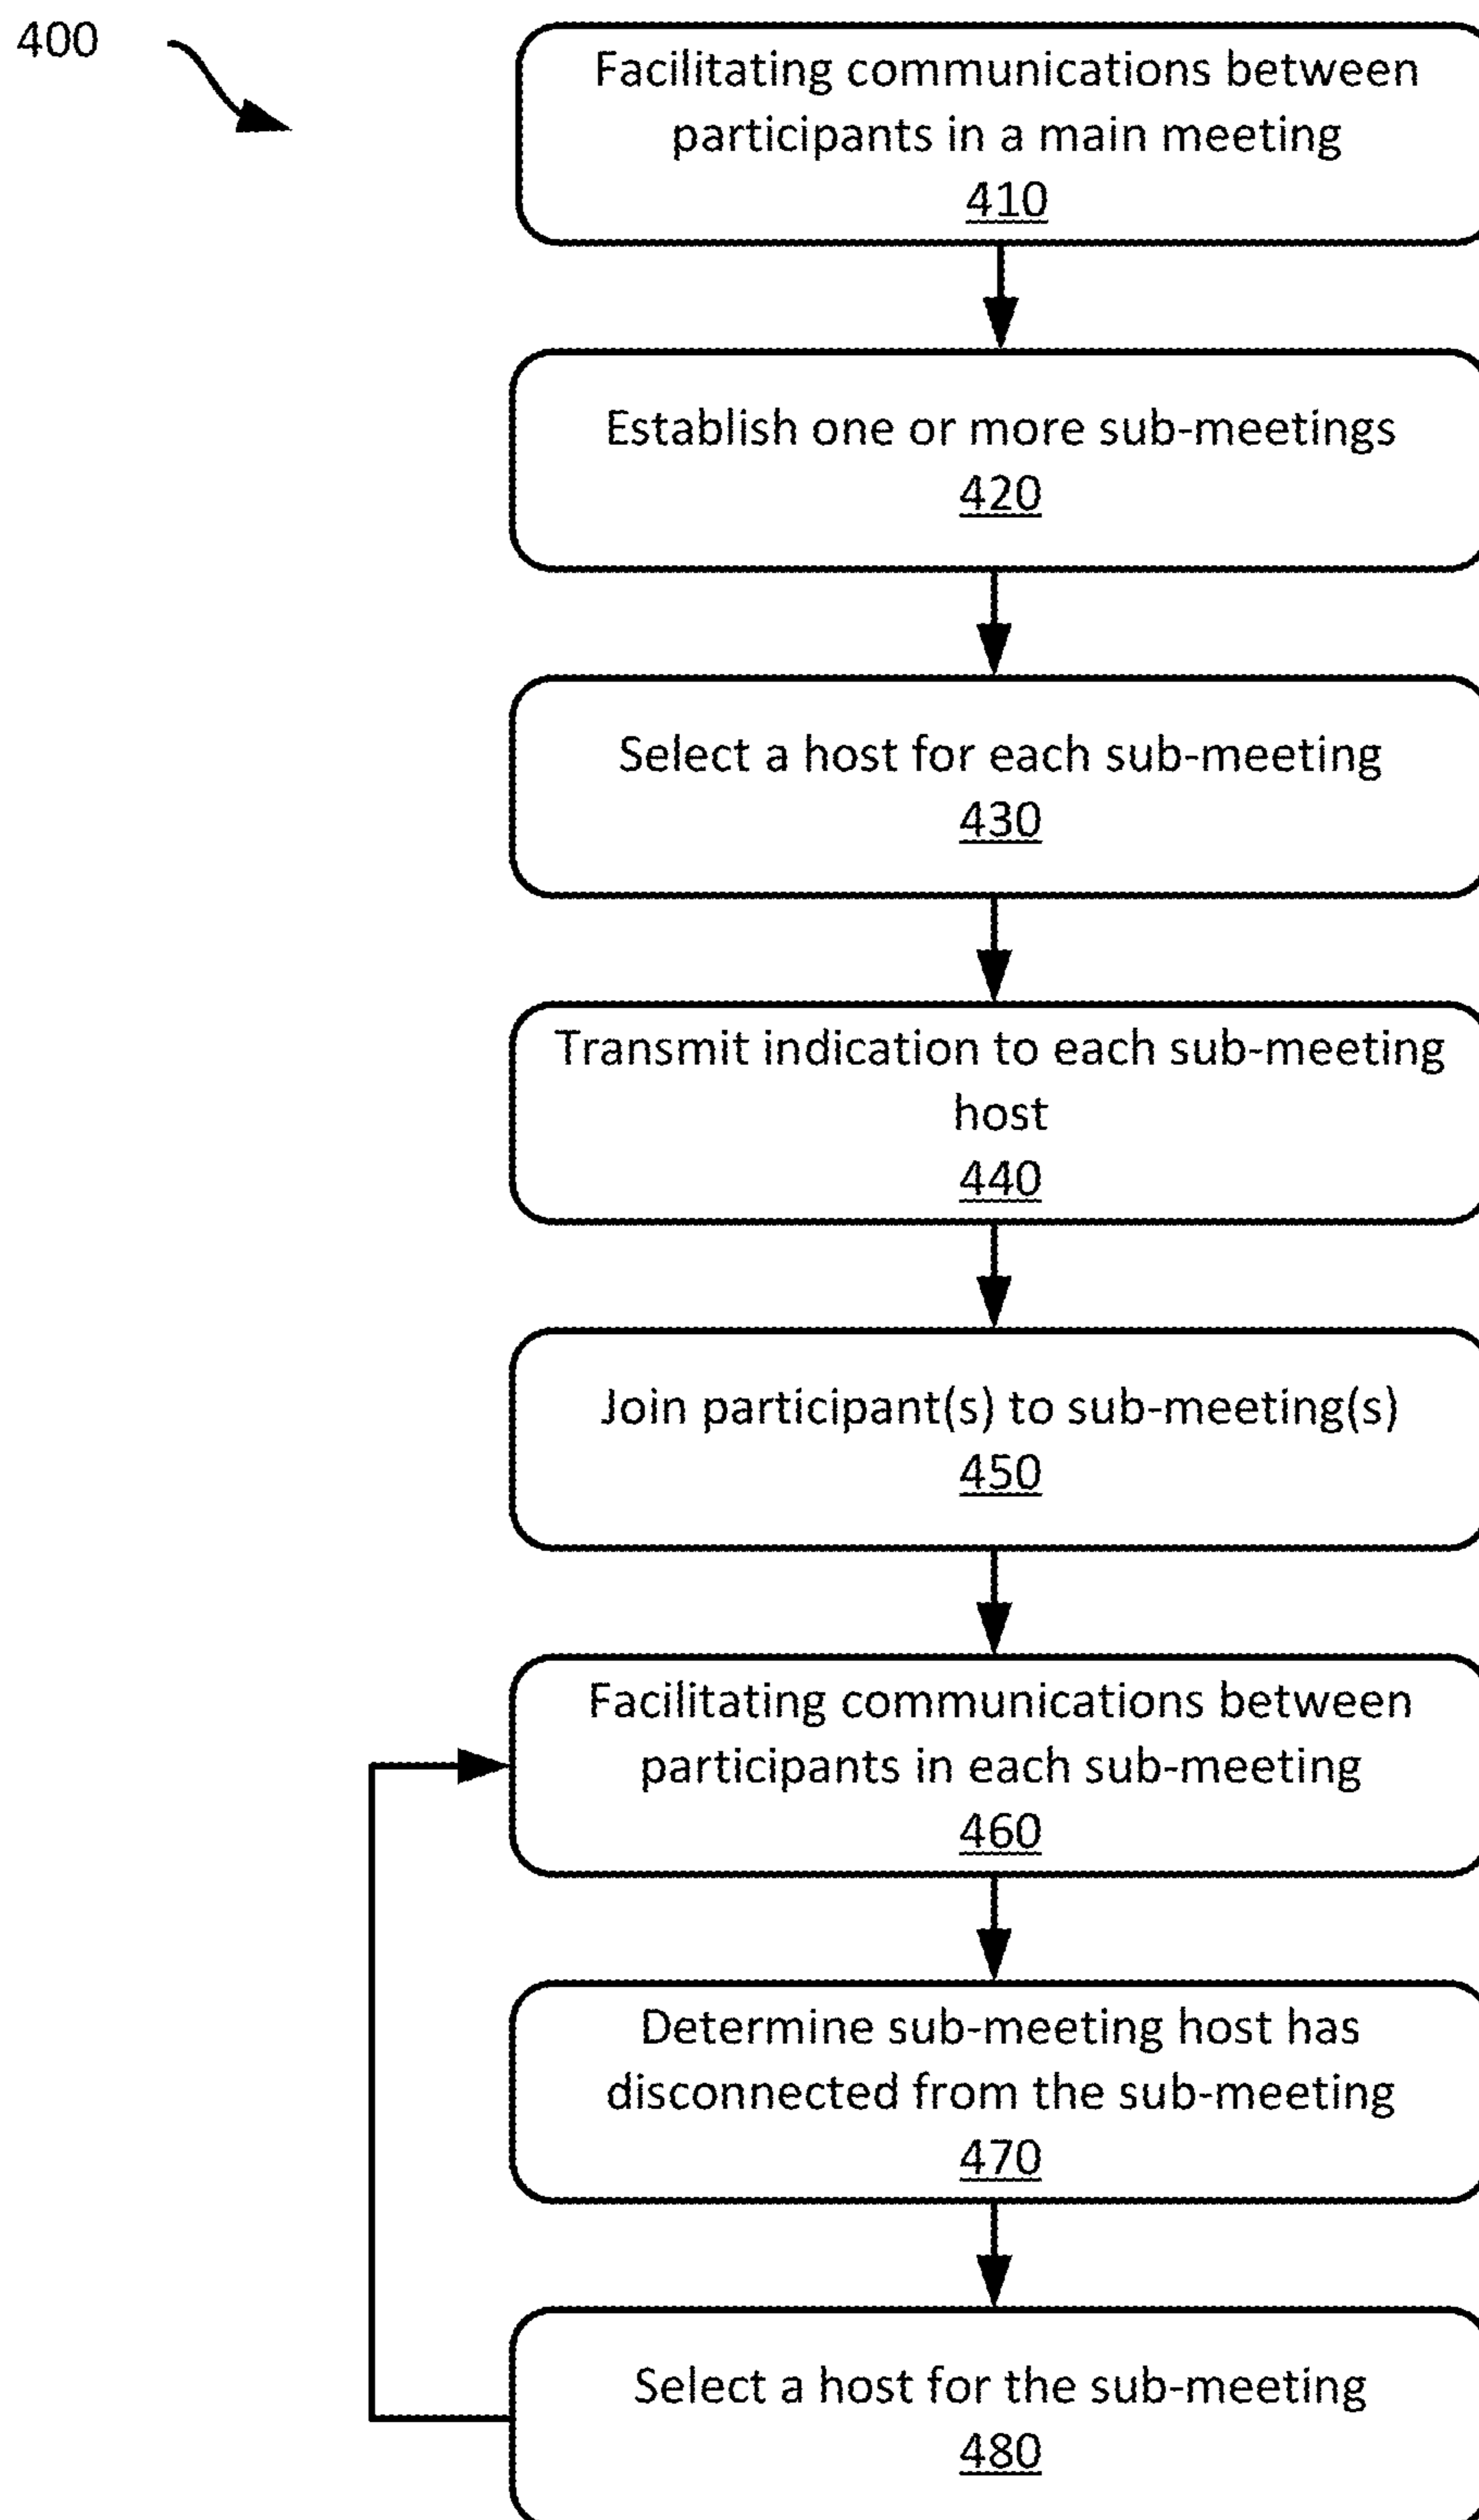 400
Facilitating communications between
participants in a main meeting
410
Establish one or more sub-meetings
420
Select a host for each sub-meeting
430
Transmit indication to each sub-meeting
host
440
Join participant(s) to sub-meeting(s)
450
Facilitating communications between
participants in each sub-meeting
460
Determine sub-meeting host has
disconnected from the sub-meeting
470
Select a host for the sub-meeting
480